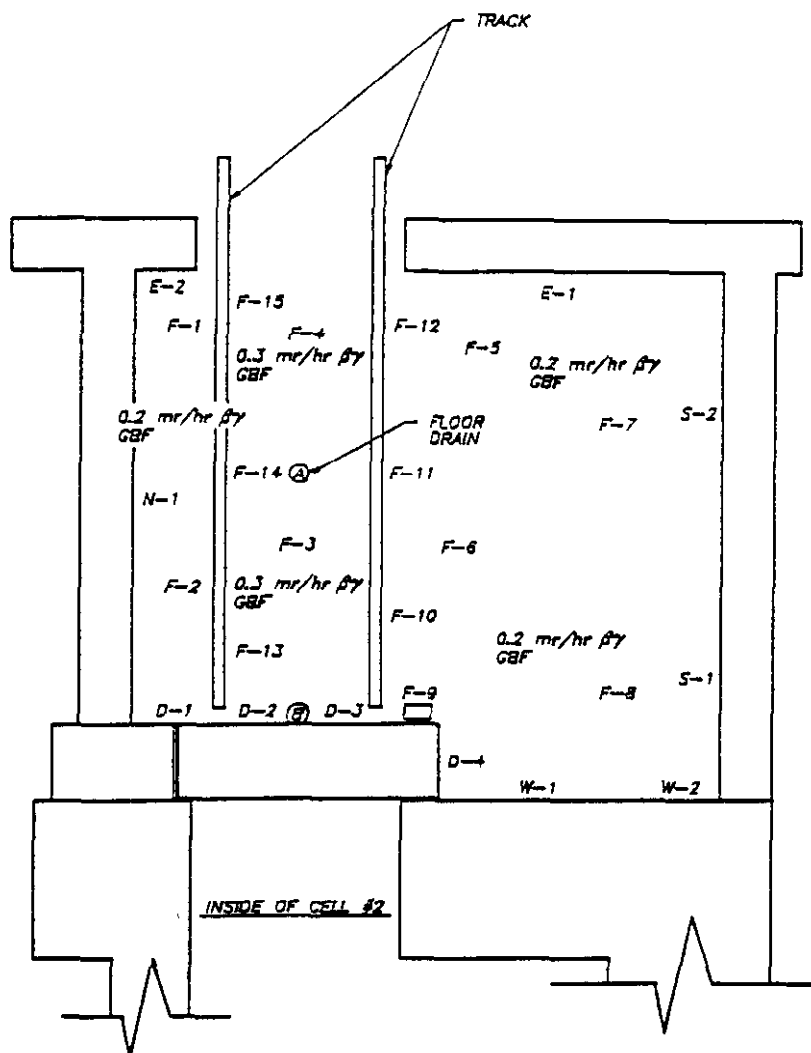 TRACK
E-2
E-1
F-15
F-1
F-4
F-12
F-5
0.3 mr/hr βγ
GBF
0.2 mr/hr βγ
GBF
0.2 mr/hr βγ
GBF
FLOOR
DRAIN
F-7
S-2
F-14
A
F-11
N-1
F-3
F-6
F-2
0.3 mr/hr βγ
GBF
F-10
0.2 mr/hr βγ
GBF
F-13
S-1
F-9
F-8
D-1
D-2
B
D-3
D-4
W-1
W-2
INSIDE OF CELL #2